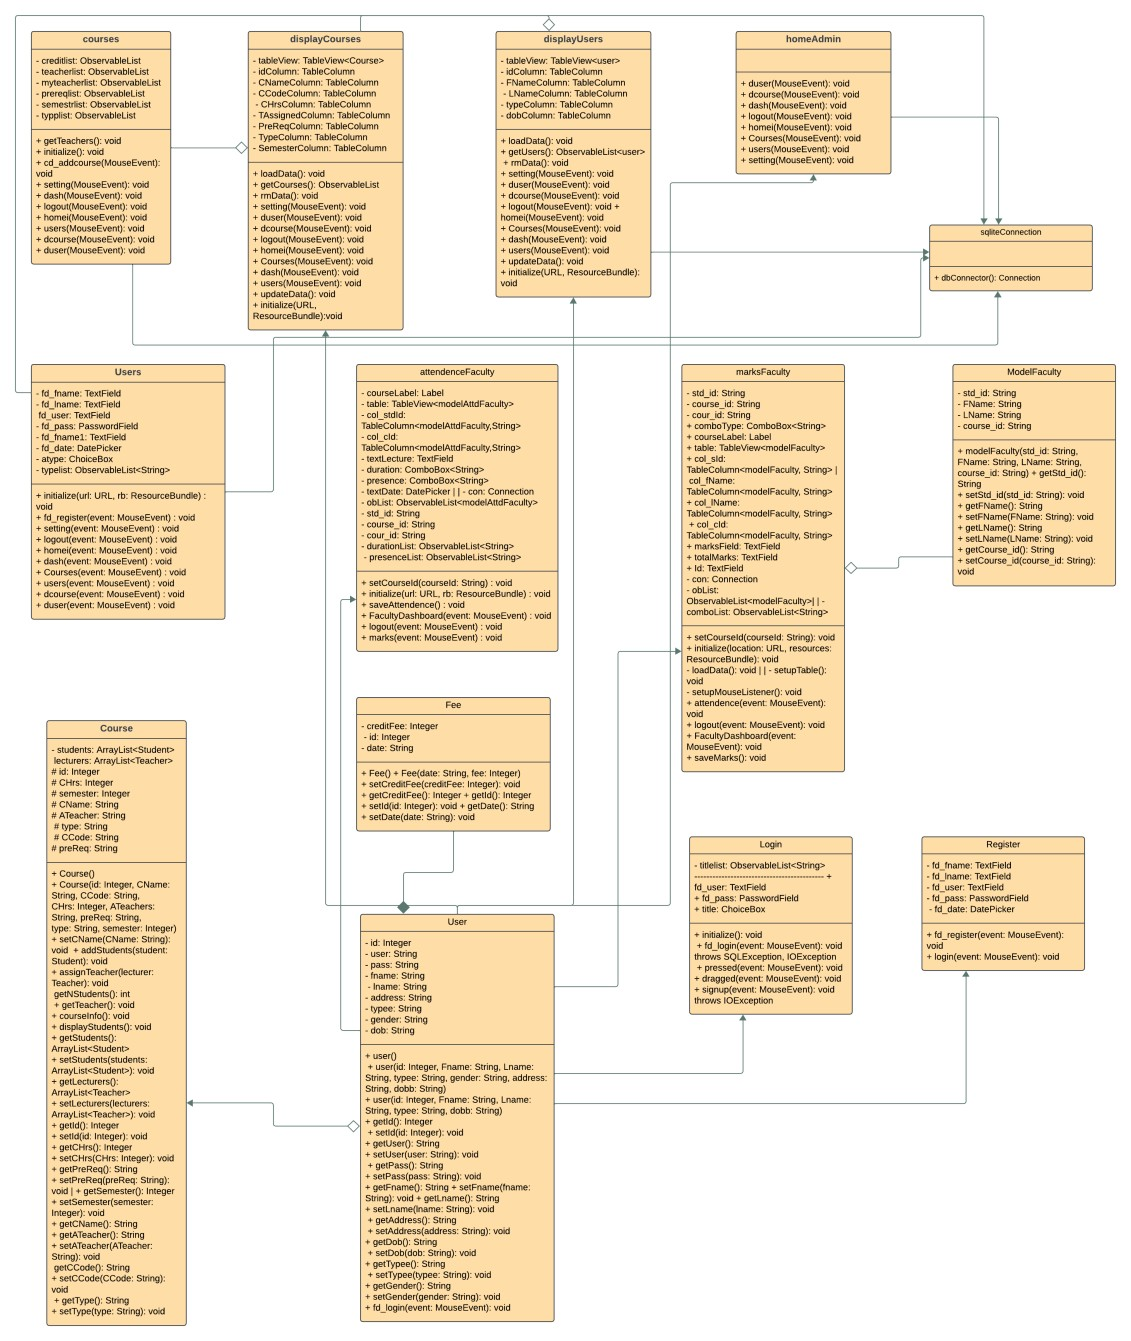 courses
- creditlist: ObservableList
- teacherlist: ObservableList
- myteacherlist: ObservableList
- prereqlist: ObservableList
- semestrlist: ObservableList
- typplist: ObservableList
+ getTeachers(): void
+ initialize(): void
+ cd_addcourse(MouseEvent):
void
+ setting(MouseEvent): void
+ dash(MouseEvent): void
+ logout(MouseEvent): void
+ homei(MouseEvent): void
+ users(MouseEvent): void
+ dcourse(MouseEvent): void
+ duser(MouseEvent): void
displayCourses
- tableView: TableView<Course>
- idColumn: TableColumn
- CNameColumn: TableColumn
- CCodeColumn: TableColumn
- CHrsColumn: TableColumn
- TAssignedColumn: TableColumn
- PreReqColumn: TableColumn
- TypeColumn: TableColumn
- SemesterColumn: TableColumn
+ loadData(): void
+ getCourses(): ObservableList
+ rmData(): void
+ setting(MouseEvent): void
+ duser(MouseEvent): void
+ dcourse(MouseEvent): void
+ logout(MouseEvent): void
+ homei(MouseEvent): void
+ Courses(MouseEvent): void
+ dash(MouseEvent): void
+ users(MouseEvent): void
+ updateData(): void
+ initialize(URL,
ResourceBundle):void
displayUsers
- tableView: TableView<user>
- idColumn: TableColumn
- FNameColumn: TableColumn
- LNameColumn: TableColumn
- typeColumn: TableColumn
- dobColumn: TableColumn
+ loadData(): void
+ getUsers(): ObservableList<user>
+ rmData(): void
+ setting(MouseEvent): void
+ duser(MouseEvent): void
+ dcourse(MouseEvent): void
+ logout(MouseEvent): void +
homei(MouseEvent): void
+ Courses(MouseEvent): void
+ dash(MouseEvent): void
+ users(MouseEvent): void
+ updateData(): void
+ initialize(URL, ResourceBundle):
void
homeAdmin
+ duser(MouseEvent): void
+ dcourse(MouseEvent): void
+ dash(MouseEvent): void
+ logout(MouseEvent): void
+ homei(MouseEvent): void
+ Courses(MouseEvent): void
+ users(MouseEvent): void
+ setting(MouseEvent): void
sqliteConnection
+ dbConnector(): Connection
Users
- fd_fname: TextField
- fd_lname: TextField
fd_user: TextField
- fd_pass: PasswordField
- fd_fname1: TextField
- fd_date: DatePicker
- atype: ChoiceBox
- typelist: ObservableList<String>
+ initialize(url: URL, rb: ResourceBundle) :
void
+ fd_register(event: MouseEvent) : void
+ setting(event: MouseEvent) : void
+ logout(event: MouseEvent) : void
+ homei(event: MouseEvent) : void
+ dash(event: MouseEvent) : void
+ Courses(event: MouseEvent) : void
+ users(event: MouseEvent) : void
+ dcourse(event: MouseEvent) : void
+ duser(event: MouseEvent) : void
attendenceFaculty
- courseLabel: Label
- table: TableView<modelAttdFaculty>
- col_stdId:
TableColumn<modelAttdFaculty,String>
- col_cId:
TableColumn<modelAttdFaculty,String>
- textLecture: TextField
- duration: ComboBox<String>
- presence: ComboBox<String>
- textDate: DatePicker | | - con: Connection
- obList: ObservableList<modelAttdFaculty>
- std_id: String
- course_id: String
- cour_id: String
- durationList: ObservableList<String>
- presenceList: ObservableList<String>
+ setCourseId(courseId: String) : void
+ initialize(url: URL, rb: ResourceBundle) : void
+ saveAttendence() : void
+ FacultyDashboard(event: MouseEvent) : void
+ logout(event: MouseEvent) : void
+ marks(event: MouseEvent) : void
marksFaculty
- std_id: String
- course_id: String
- cour_id: String
+ comboType: ComboBox<String>
+ courseLabel: Label
+ table: TableView<modelFaculty>
+ col_sId:
TableColumn<modelFaculty, String> |
col_fName:
TableColumn<modelFaculty, String>
+ col_lName:
TableColumn<modelFaculty, String>
+ col_cId:
TableColumn<modelFaculty, String>
+ marksField: TextField
+ totalMarks: TextField
+ Id: TextField
- con: Connection
- obList:
ObservableList<modelFaculty>| | -
comboList: ObservableList<String>
+ setCourseId(courseId: String): void
+ initialize(location: URL, resources:
ResourceBundle): void
- loadData(): void | | - setupTable():
void
- setupMouseListener(): void
+ attendence(event: MouseEvent):
void
+ logout(event: MouseEvent): void
+ FacultyDashboard(event:
MouseEvent): void
+ saveMarks(): void
ModelFaculty
- std_id: String
- FName: String
- LName: String
- course_id: String
+ modelFaculty(std_id: String,
FName: String, LName: String,
course_id: String) + getStd_id():
String
+ setStd_id(std_id: String): void
+ getFName(): String
+ setFName(FName: String): void
+ getLName(): String
+ setLName(LName: String): void
+ getCourse_id(): String
+ setCourse_id(course_id: String):
void
Course
- students: ArrayList<Student>
lecturers: ArrayList<Teacher>
# id: Integer
# CHrs: Integer
# semester: Integer
# CName: String
# ATeacher: String
# type: String
# CCode: String
# preReq: String
+ Course()
+ Course(id: Integer, CName:
String, CCode: String,
CHrs: Integer, ATeachers:
String, preReq: String,
type: String, semester: Integer)
+ setCName(CName: String):
void + addStudents(student:
Student): void
+ assignTeacher(lecturer:
Teacher): void
getNStudents(): int
+ getTeacher(): void
+ courseInfo(): void
+ displayStudents(): void
+ getStudents():
ArrayList<Student>
+ setStudents(students:
ArrayList<Student>): void
+ getLecturers():
ArrayList<Teacher>
+ setLecturers(lecturers:
ArrayList<Teacher>): void
+ getId(): Integer
+ setId(id: Integer): void
+ getCHrs(): Integer
+ setCHrs(CHrs: Integer): void
+ getPreReq(): String
+ setPreReq(preReq: String):
void | + getSemester(): Integer
+ setSemester(semester:
Integer): void
+ getCName(): String
+ getATeacher(): String
+ setATeacher(ATeacher:
String): void
getCCode(): String
+ setCCode(CCode: String):
void
+ getType(): String
+ setType(type: String): void
Fee
- creditFee: Integer
- id: Integer
- date: String
+ Fee() + Fee(date: String, fee: Integer)
+ setCreditFee(creditFee: Integer): void
+ getCreditFee(): Integer + getId(): Integer
+ setId(id: Integer): void + getDate(): String
+ setDate(date: String): void
User
- id: Integer
- user: String
- pass: String
- fname: String
- lname: String
- address: String
- typee: String
- gender: String
- dob: String
+ user()
+ user(id: Integer, Fname: String, Lname:
String, typee: String, gender: String, address:
String, dobb: String)
+ user(id: Integer, Fname: String, Lname:
String, typee: String, dobb: String)
+ getId(): Integer
+ setId(id: Integer): void
+ getUser(): String
+ setUser(user: String): void
+ getPass(): String
+ setPass(pass: String): void
+ getFname(): String + setFname(fname:
String): void + getLname(): String
+ setLname(lname: String): void
+ getAddress(): String
+ setAddress(address: String): void
+ getDob(): String
+ setDob(dob: String): void
+ getTypee(): String
+ setTypee(typee: String): void
+ getGender(): String
+ setGender(gender: String): void
+ fd_login(event: MouseEvent): void
Login
- titlelist: ObservableList<String>
------------------------------------------- +
fd_user: TextField
+ fd_pass: PasswordField
+ title: ChoiceBox
+ initialize(): void
+ fd_login(event: MouseEvent): void
throws SQLException, IOException
+ pressed(event: MouseEvent): void
+ dragged(event: MouseEvent): void
+ signup(event: MouseEvent): void
throws IOException
Register
- fd_fname: TextField
- fd_lname: TextField
- fd_user: TextField
- fd_pass: PasswordField
- fd_date: DatePicker
+ fd_register(event: MouseEvent):
void
+ login(event: MouseEvent): void